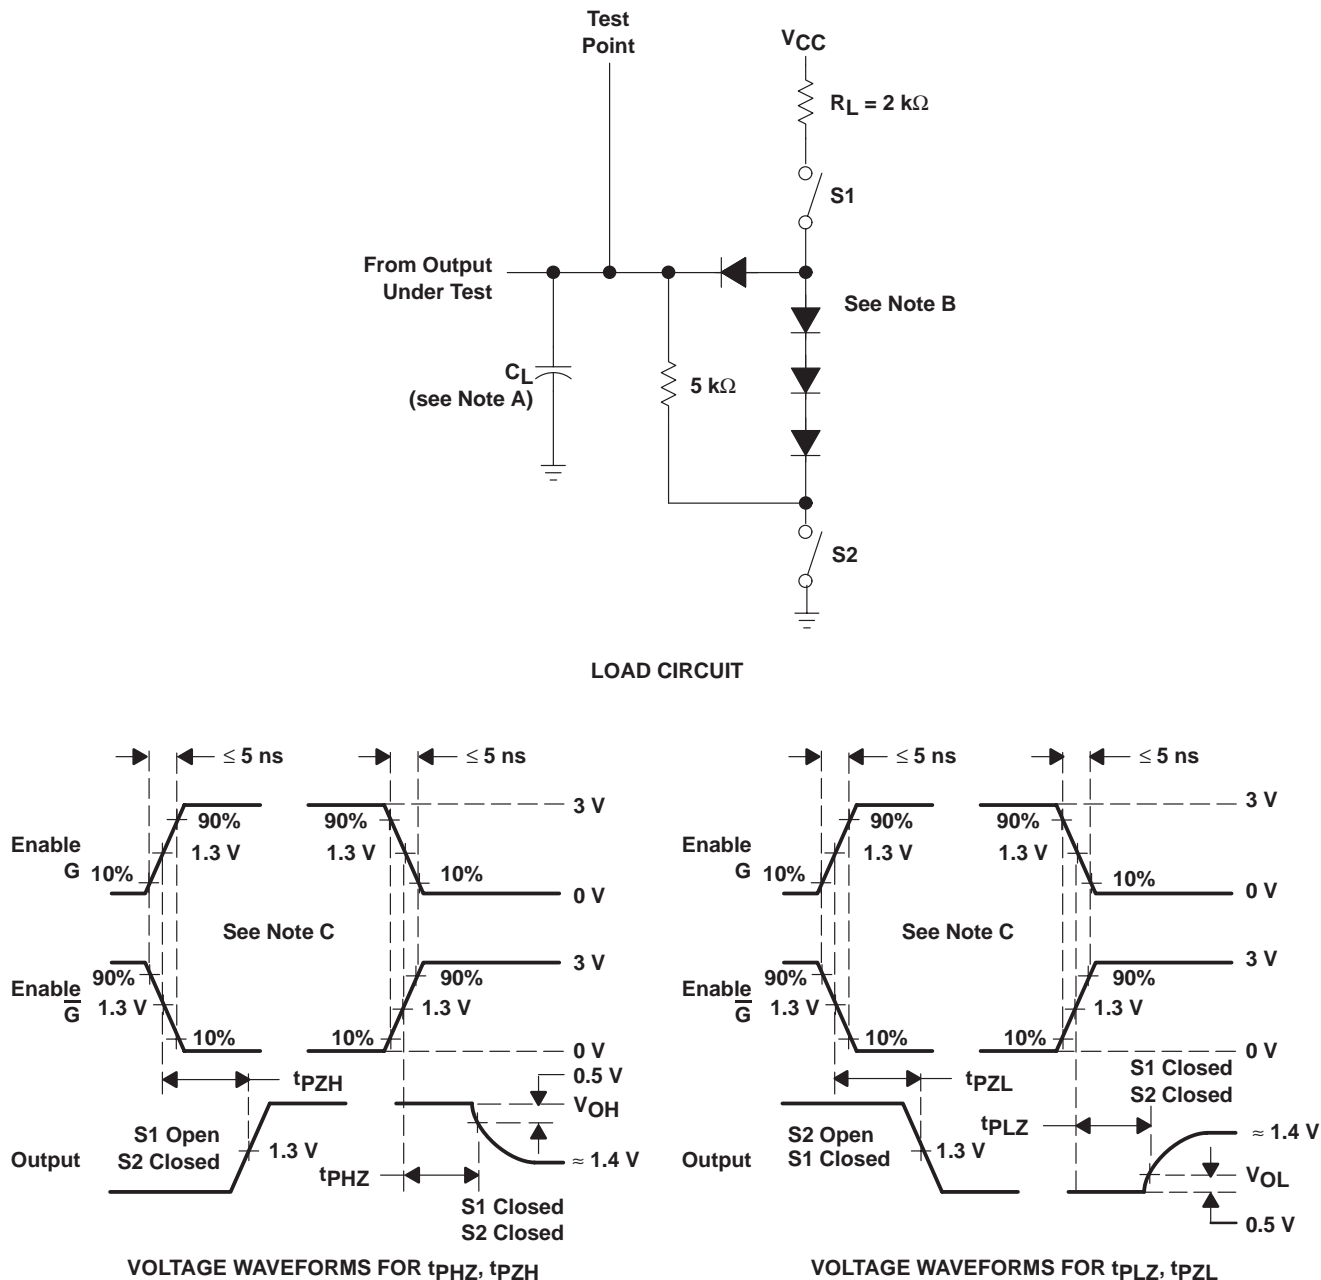 Test
Point
VCC
RL = 2 kΩ
S1
From Output
Under Test
See Note B
CL
(see Note A)
5 kΩ
S2
LOAD CIRCUIT
≤ 5 ns
≤ 5 ns
3 V
Enable
G
90%
90%
1.3 V
1.3 V
10%
10%
0 V
See Note C
3 V
Enable
G̅
90%
90%
1.3 V
1.3 V
10%
10%
0 V
tPZH
0.5 V
VOH
S1 Open
S2 Closed
Output
1.3 V
tPHZ
≈ 1.4 V
S1 Closed
S2 Closed
VOLTAGE WAVEFORMS FOR tPHZ, tPZH
≤ 5 ns
≤ 5 ns
3 V
Enable
G
90%
90%
1.3 V
1.3 V
10%
10%
0 V
See Note C
3 V
Enable
G̅
90%
90%
1.3 V
1.3 V
10%
10%
0 V
tPZL
S1 Closed
S2 Closed
tPLZ
S2 Open
S1 Closed
Output
1.3 V
≈ 1.4 V
VOL
0.5 V
VOLTAGE WAVEFORMS FOR tPLZ, tPZL